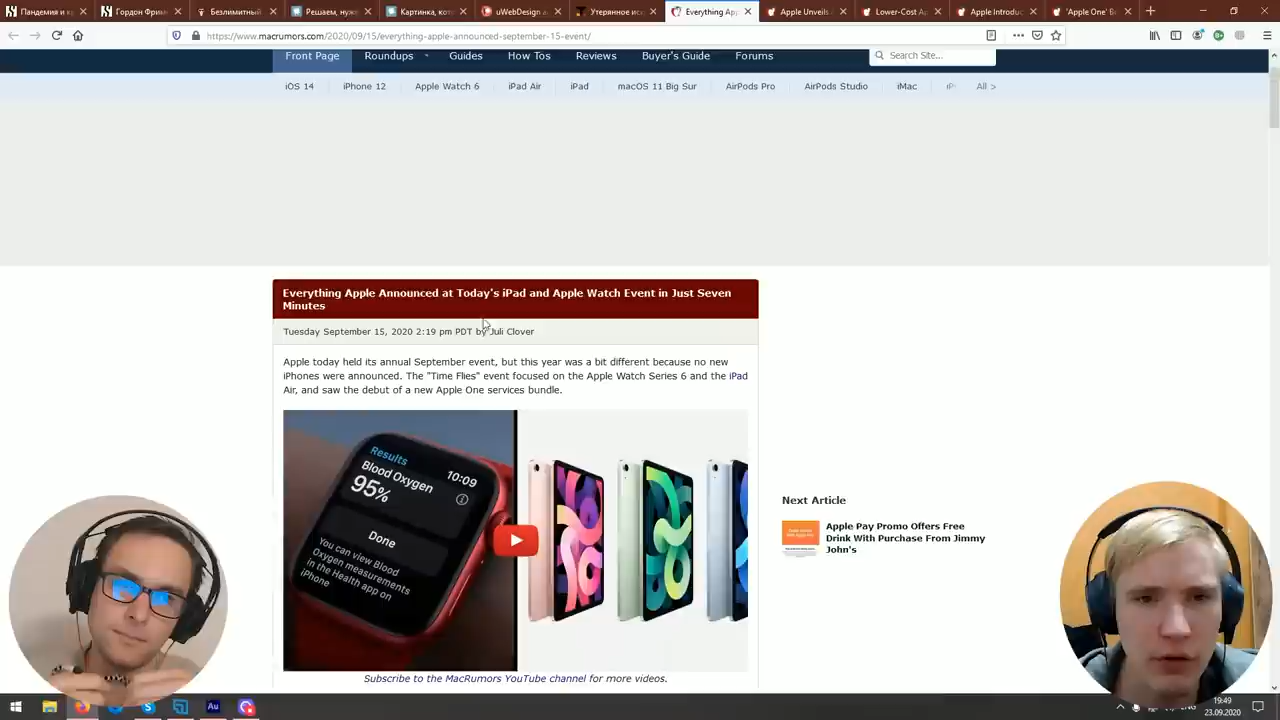 Пандемия и к
Гордон Фрим
Безлимитный
Решаем, нуж
Картинка, кот
uWebDesign
Утерянное ис
Everything Ap
Apple Unveils
Lower-Cost Ap
Apple Introduc
'Apple One' B
https://www.macrumors.com/2020/09/15/everything-apple-announced-september-15-event/
Front Page Roundups Guides How Tos Reviews Buyer's Guide Forums Search Site...
iOS 14 iPhone 12 Apple Watch 6 iPad Air iPad macOS 11 Big Sur AirPods Pro AirPods Studio iMac All >
Everything Apple Announced at Today's iPad and Apple Watch Event in Just Seven
Minutes
Tuesday September 15, 2020 2:19 pm PDT by Juli Clover
Apple today held its annual September event, but this year was a bit different because no new
iPhones were announced. The "Time Flies" event focused on the Apple Watch Series 6 and the iPad
Air, and saw the debut of a new Apple One services bundle.
Results
10:09
Blood Oxygen
95%
Done
You can view Blood
Oxygen measurements
in the Health app on
iPhone
Subscribe to the MacRumors YouTube channel for more videos.
Next Article
Apple Pay Promo Offers Free
Drink With Purchase From Jimmy
John's
Au
ENG
19:49
23.09.2020